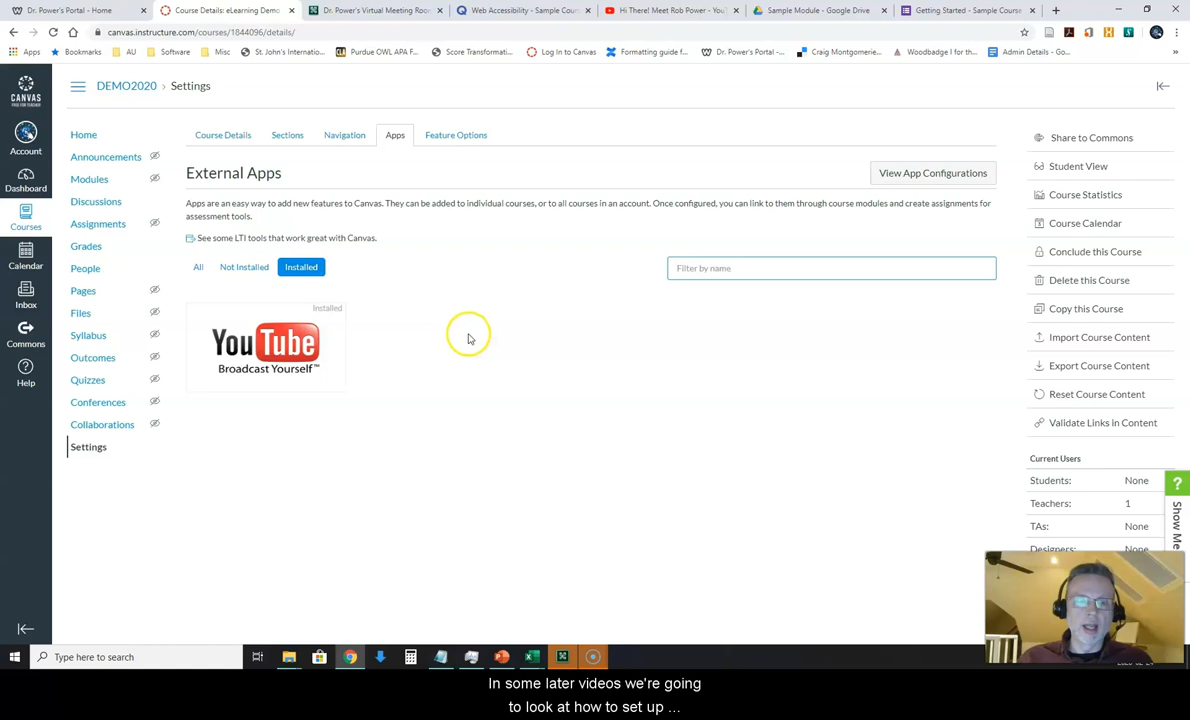 Dr. Power's Portal - Home
Course Details: eLearning Demo
Dr. Power's Virtual Meeting Room
Web Accessibility - Sample Cours
Hi There! Meet Rob Power - YouT
Sample Module - Google Drive
Getting Started - Sample Course
canvas.instructure.com/courses/1844096/details/
Apps
Bookmarks
AU
Software
Misc
St. John's Internatio...
Purdue OWL APA F...
Score Transformati...
Log In to Canvas
Formatting guide f...
Dr. Power's Portal -...
Craig Montgomerie...
Woodbadge I for th...
Admin Details - Go...
CANVAS
Account
Dashboard
Courses
Calendar
Inbox
Commons
Help
DEMO2020 › Settings
Home
Announcements
Modules
Discussions
Assignments
Grades
People
Pages
Files
Syllabus
Outcomes
Quizzes
Conferences
Collaborations
Settings
Course Details
Sections
Navigation
Apps
Feature Options
External Apps
View App Configurations
Apps are an easy way to add new features to Canvas. They can be added to individual courses, or to all courses in an account. Once configured, you can link to them through course modules and create assignments for
assessment tools.
See some LTI tools that work great with Canvas.
All
Not Installed
Installed
Filter by name
Installed
YouTube
Broadcast Yourself™
Share to Commons
Student View
Course Statistics
Course Calendar
Conclude this Course
Delete this Course
Copy this Course
Import Course Content
Export Course Content
Reset Course Content
Validate Links in Content
Current Users
Students: None
Teachers: 1
TAs: None
Designers: None
? Show Me
Type here to search
In some later videos we're going
to look at how to set up ...